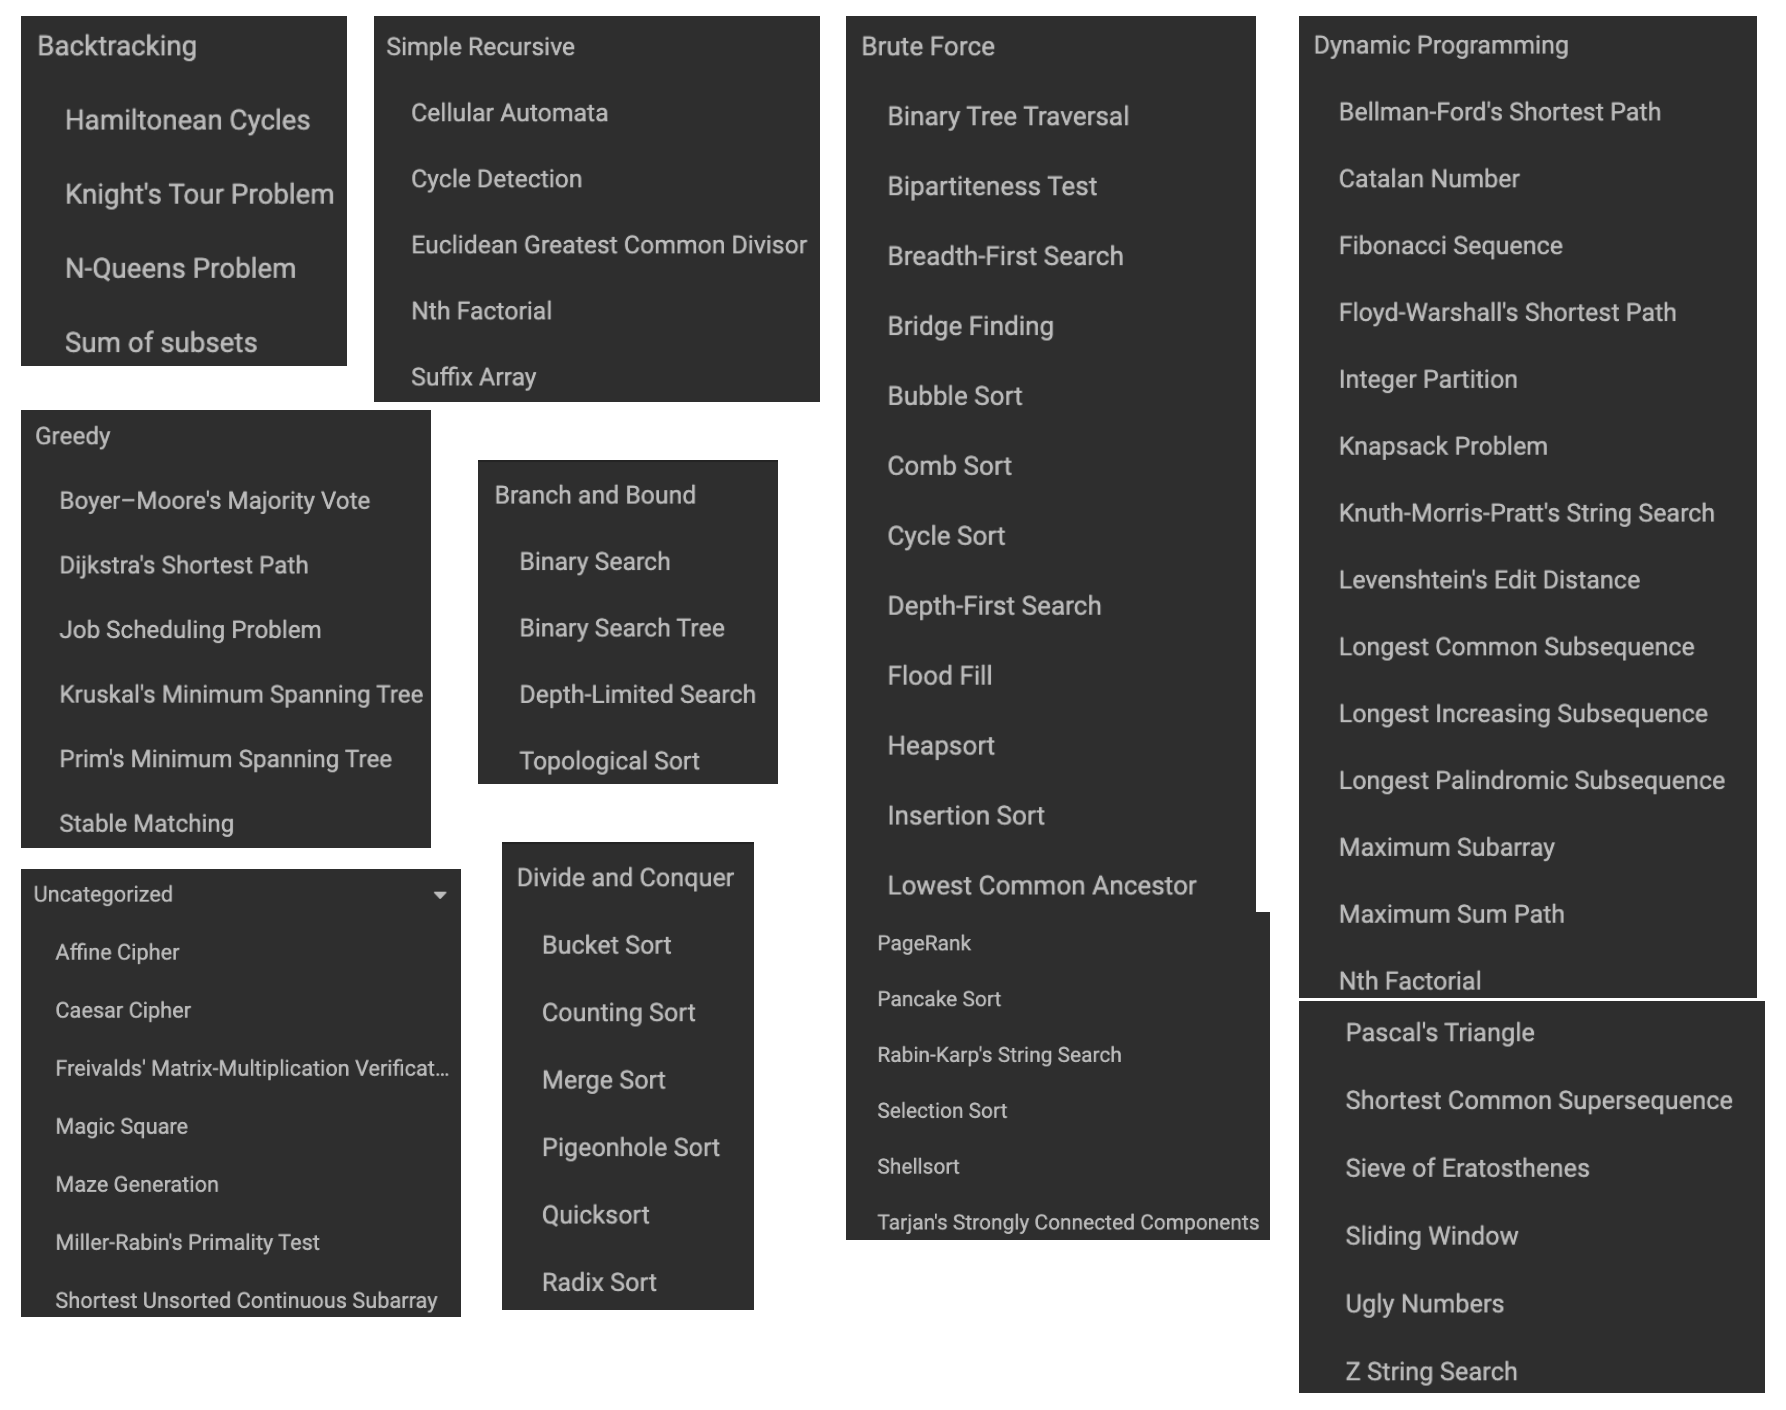 Backtracking
Hamiltonean Cycles
Knight's Tour Problem
N-Queens Problem
Sum of subsets
Simple Recursive
Cellular Automata
Cycle Detection
Euclidean Greatest Common Divisor
Nth Factorial
Suffix Array
Greedy
Boyer–Moore's Majority Vote
Dijkstra's Shortest Path
Job Scheduling Problem
Kruskal's Minimum Spanning Tree
Prim's Minimum Spanning Tree
Stable Matching
Branch and Bound
Binary Search
Binary Search Tree
Depth-Limited Search
Topological Sort
Uncategorized
Affine Cipher
Caesar Cipher
Freivalds' Matrix-Multiplication Verificat...
Magic Square
Maze Generation
Miller-Rabin's Primality Test
Shortest Unsorted Continuous Subarray
Divide and Conquer
Bucket Sort
Counting Sort
Merge Sort
Pigeonhole Sort
Quicksort
Radix Sort
Brute Force
Binary Tree Traversal
Bipartiteness Test
Breadth-First Search
Bridge Finding
Bubble Sort
Comb Sort
Cycle Sort
Depth-First Search
Flood Fill
Heapsort
Insertion Sort
Lowest Common Ancestor
PageRank
Pancake Sort
Rabin-Karp's String Search
Selection Sort
Shellsort
Tarjan's Strongly Connected Components
Dynamic Programming
Bellman-Ford's Shortest Path
Catalan Number
Fibonacci Sequence
Floyd-Warshall's Shortest Path
Integer Partition
Knapsack Problem
Knuth-Morris-Pratt's String Search
Levenshtein's Edit Distance
Longest Common Subsequence
Longest Increasing Subsequence
Longest Palindromic Subsequence
Maximum Subarray
Maximum Sum Path
Nth Factorial
Pascal's Triangle
Shortest Common Supersequence
Sieve of Eratosthenes
Sliding Window
Ugly Numbers
Z String Search